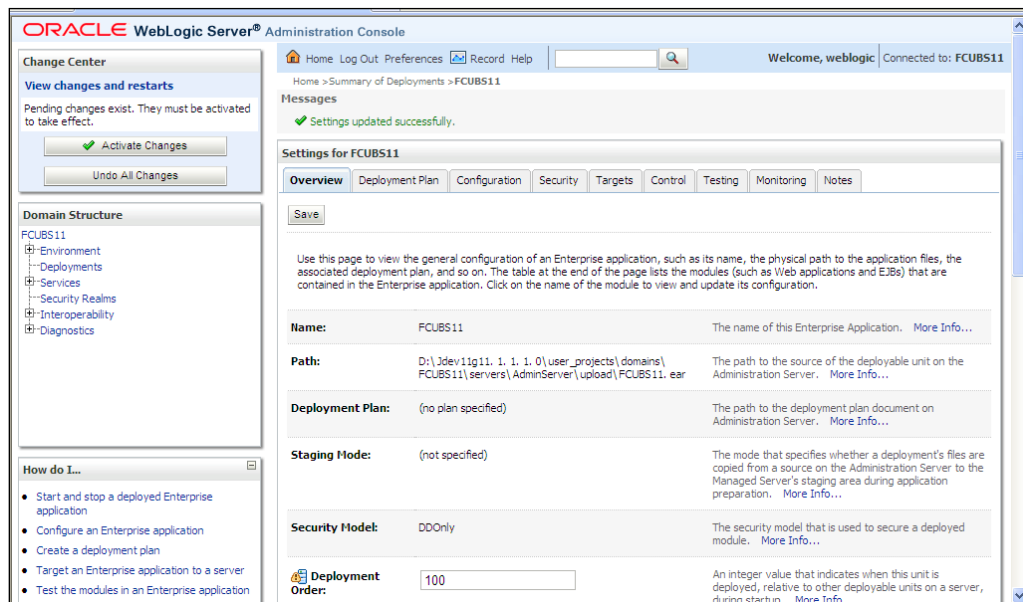 ORACLE WebLogic Server® Administration Console
Change Center
View changes and restarts
Pending changes exist. They must be activated
to take effect.
Activate Changes
Undo All Changes
Domain Structure
FCUBS11
Environment
Deployments
Services
Security Realms
Interoperability
Diagnostics
How do I...
Start and stop a deployed Enterprise
application
Configure an Enterprise application
Create a deployment plan
Target an Enterprise application to a server
Test the modules in an Enterprise application
Home Log Out Preferences Record Help
Welcome, weblogic Connected to: FCUBS11
Home >Summary of Deployments >FCUBS11
Messages
Settings updated successfully.
Settings for FCUBS11
Overview Deployment Plan Configuration Security Targets Control Testing Monitoring Notes
Save
Use this page to view the general configuration of an Enterprise application, such as its name, the physical path to the application files, the
associated deployment plan, and so on. The table at the end of the page lists the modules (such as Web applications and EJBs) that are
contained in the Enterprise application. Click on the name of the module to view and update its configuration.
Name: FCUBS11 The name of this Enterprise Application. More Info...
Path: D:\Jdev11g11. 1. 1. 1. 0\user_projects\domains\ The path to the source of the deployable unit on the
FCUBS11\servers\AdminServer\upload\FCUBS11. ear Administration Server. More Info...
Deployment Plan: (no plan specified) The path to the deployment plan document on
Administration Server. More Info...
Staging Mode: (not specified) The mode that specifies whether a deployment's files are
copied from a source on the Administration Server to the
Managed Server's staging area during application
preparation. More Info...
Security Model: DDOnly The security model that is used to secure a deployed
module. More Info...
Deployment 100 An integer value that indicates when this unit is
Order: deployed, relative to other deployable units on a server,
during startup. More Info